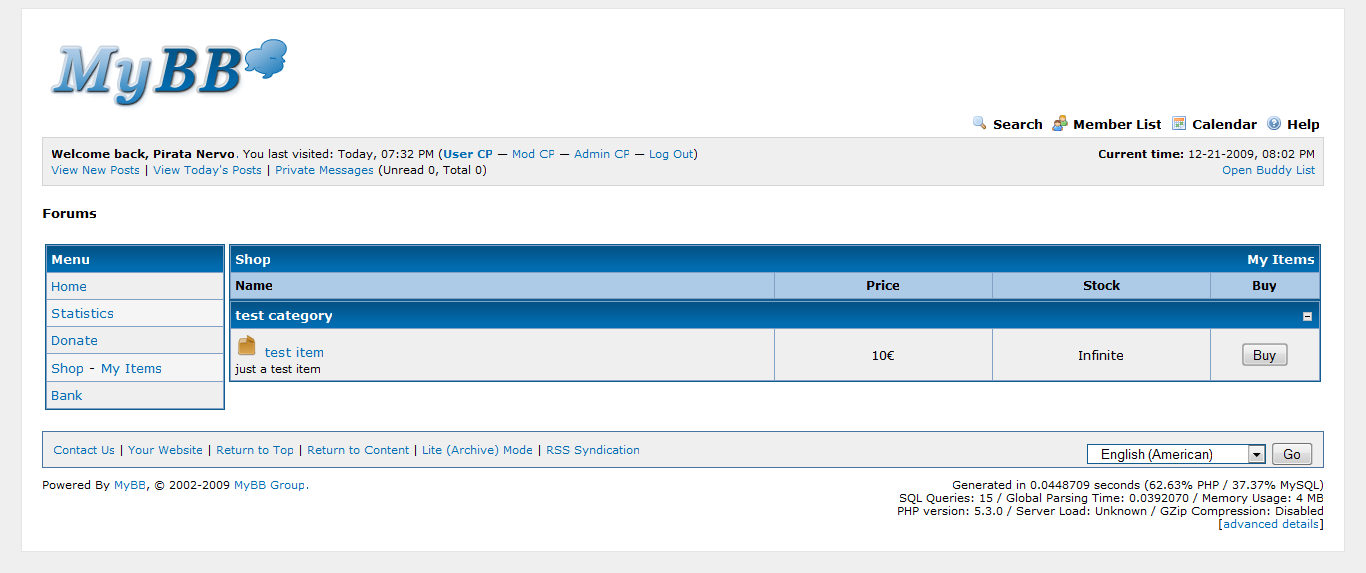 MyBB
Search Member List Calendar Help
Welcome back, Pirata Nervo. You last visited: Today, 07:32 PM (User CP — Mod CP — Admin CP — Log Out)
Current time: 12-21-2009, 08:02 PM
View New Posts | View Today's Posts | Private Messages (Unread 0, Total 0)
Open Buddy List
Forums
Menu
Home
Statistics
Donate
Shop - My Items
Bank
Shop My Items
Name Price Stock Buy
test category
test item
just a test item
10€ Infinite Buy
Contact Us | Your Website | Return to Top | Return to Content | Lite (Archive) Mode | RSS Syndication
English (American) Go
Powered By MyBB, © 2002-2009 MyBB Group.
Generated in 0.0448709 seconds (62.63% PHP / 37.37% MySQL)
SQL Queries: 15 / Global Parsing Time: 0.0392070 / Memory Usage: 4 MB
PHP version: 5.3.0 / Server Load: Unknown / GZip Compression: Disabled
[advanced details]